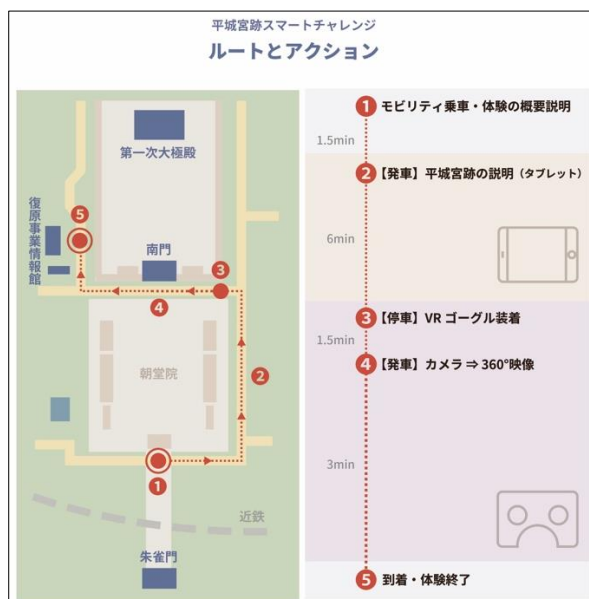 平城宮跡スマートチャレンジ
ルートとアクション
第一次大極殿
復原事業情報館
5
南門
3
4
朝堂院
2
1
近鉄
朱雀門
1 モビリティ乗車・体験の概要説明
1.5min
2 【発車】平城宮跡の説明（タブレット）
6min
3 【停車】VRゴーグル装着
1.5min
4 【発車】カメラ⇒360°映像
3min
5 到着・体験終了